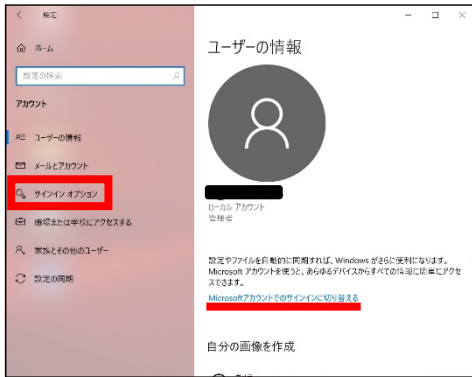 設定
ホーム
設定の検索
アカウント
ユーザーの情報
メールとアカウント
サインイン オプション
職場または学校にアクセスする
家族とその他のユーザー
設定の同期
ユーザーの情報
ローカル アカウント
管理者
設定やファイルを自動的に同期すれば、Windows がさらに便利になります。
Microsoft アカウントを使うと、あらゆるデバイスからすべての情報に簡単にアクセ
スできます。
Microsoftアカウントでのサインインに切り替える
自分の画像を作成